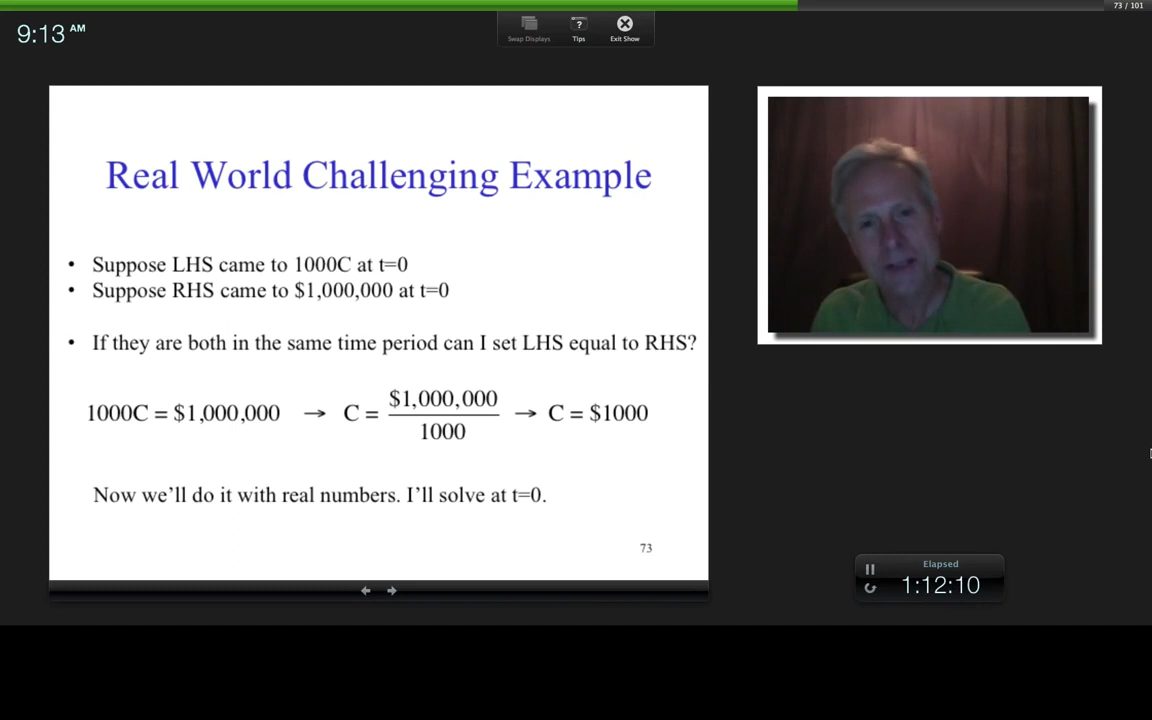 73 / 101
9:13 AM
Swap Displays
?
Tips
Exit Show
Real World Challenging Example
• Suppose LHS came to 1000C at t=0
• Suppose RHS came to $1,000,000 at t=0
• If they are both in the same time period can I set LHS equal to RHS?
1000C = $1,000,000 → C = $1,000,000 / 1000 → C = $1000
Now we’ll do it with real numbers. I’ll solve at t=0.
73
Elapsed
1:12:10